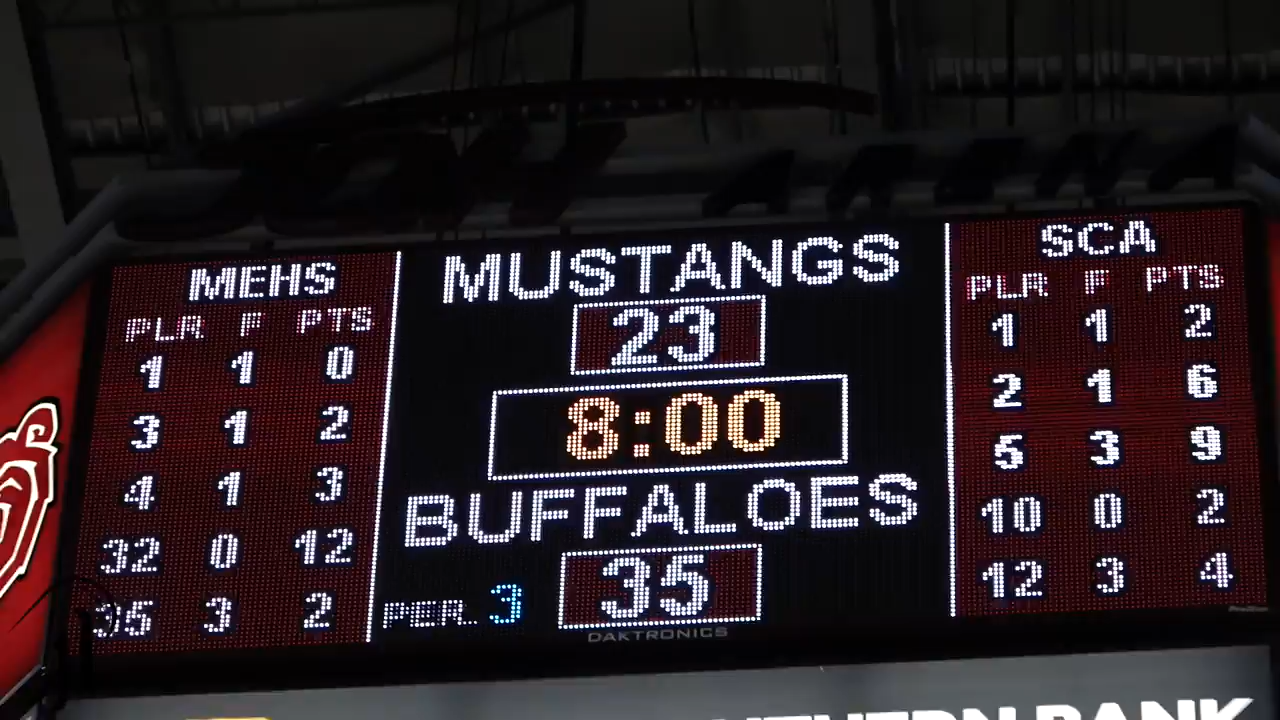 ARENA
MEHS
PLR F PTS
1 1 0
3 1 2
4 1 3
32 0 12
35 3 2
MUSTANGS
23
8:00
BUFFALOES
35
PER. 3
DAKTRONICS
SCA
PLR F PTS
1 1 2
2 1 6
5 3 9
10 0 2
12 3 4
BANK